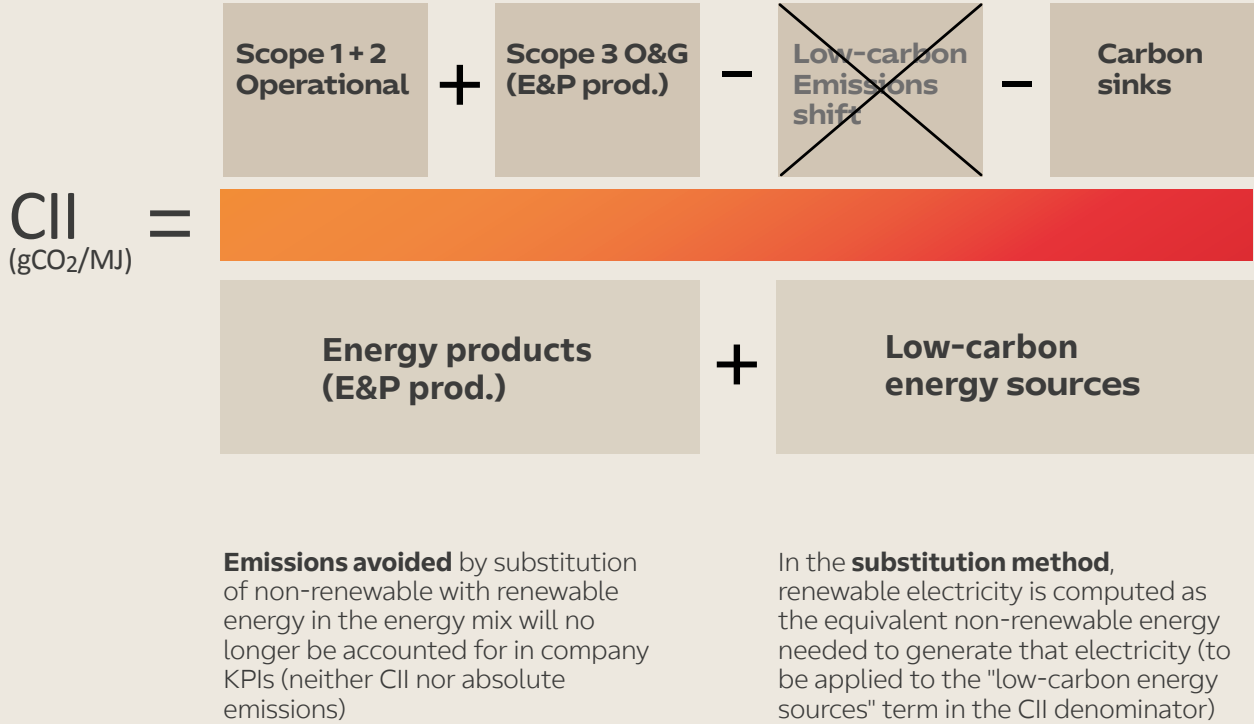 Scope 1 + 2
Operational
+
Scope 3 O&G
(E&P prod.)
–
Low-carbon
Emissions
shift
–
Carbon
sinks
CII
(gCO₂/MJ)
=
Energy products
(E&P prod.)
+
Low-carbon
energy sources
Emissions avoided by substitution
of non-renewable with renewable
energy in the energy mix will no
longer be accounted for in company
KPIs (neither CII nor absolute
emissions)
In the substitution method,
renewable electricity is computed as
the equivalent non-renewable energy
needed to generate that electricity (to
be applied to the "low-carbon energy
sources" term in the CII denominator)